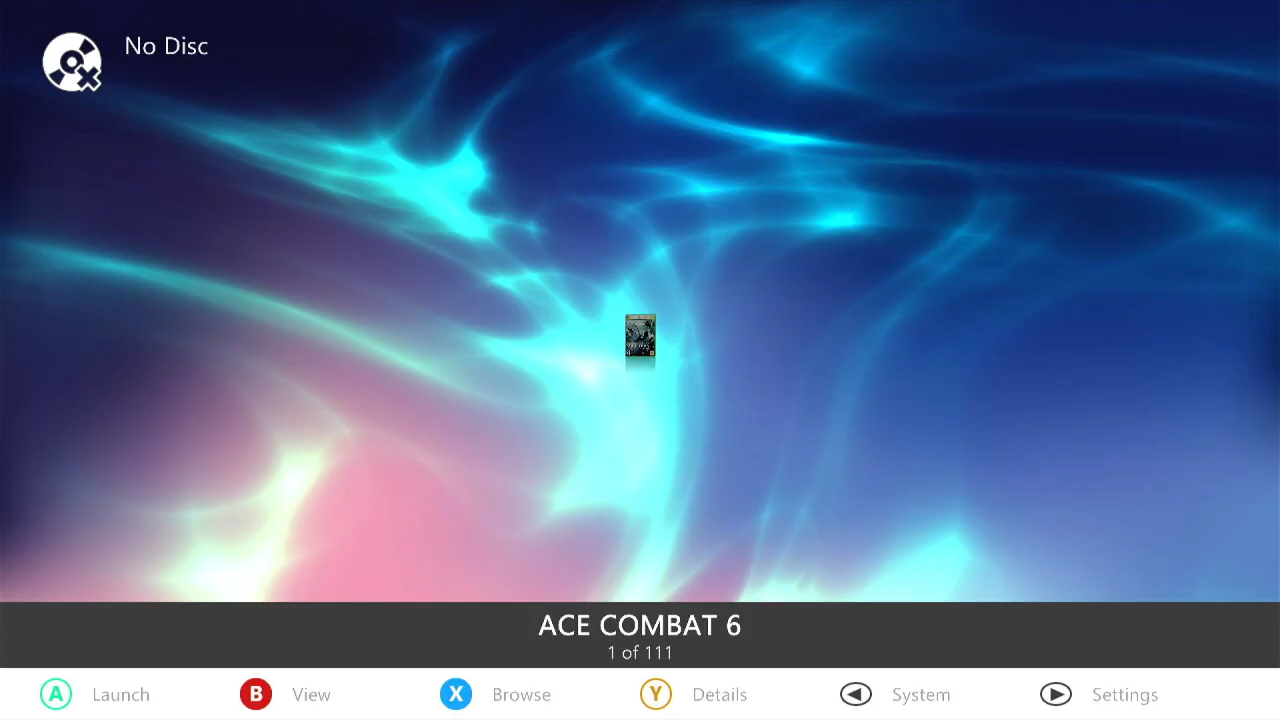 No Disc
ACE COMBAT 6
1 of 111
A Launch
B View
X Browse
Y Details
System
Settings